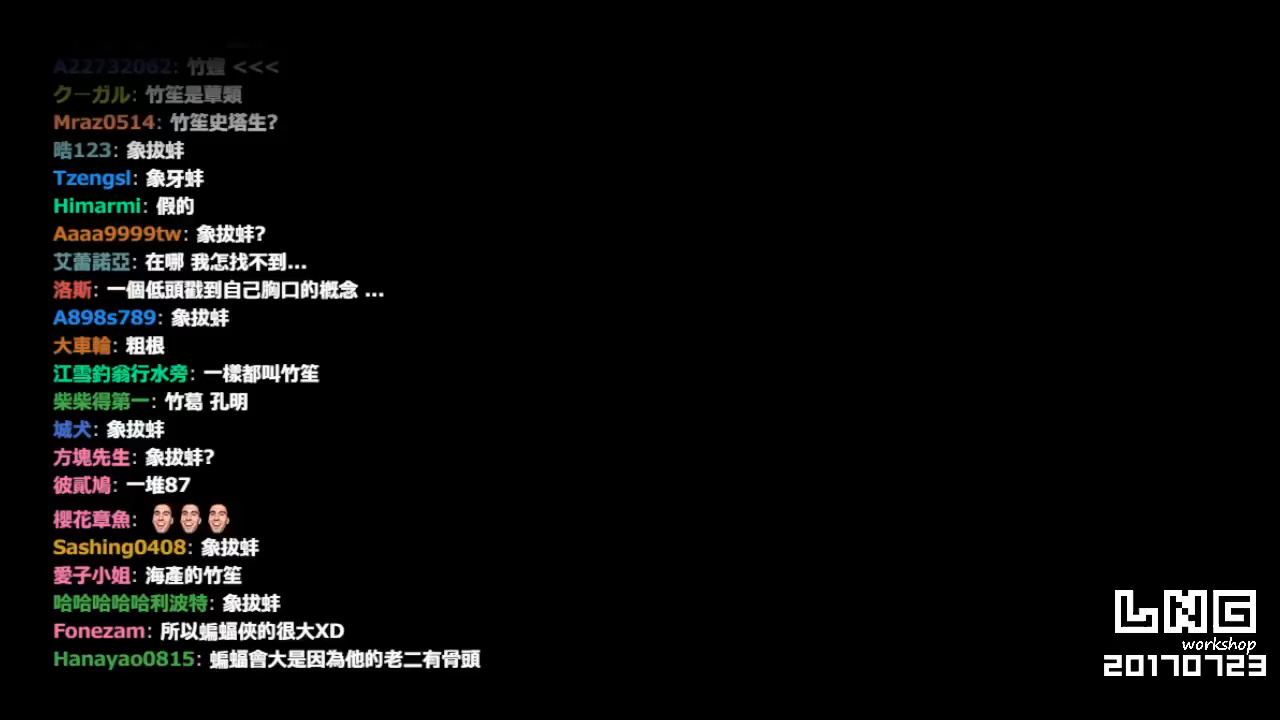 A22732062: 竹蟶 <<<
クーガル: 竹笙是蕈類
Mraz0514: 竹笙史塔生?
晧123: 象拔蚌
Tzengsl: 象牙蚌
Himarmi: 假的
Aaaa9999tw: 象拔蚌?
艾蕾諾亞: 在哪 我怎找不到...
洛斯: 一個低頭戳到自己胸口的概念 ...
A898s789: 象拔蚌
大車輪: 粗根
江雪釣翁行水旁: 一樣都叫竹笙
柴柴得第一: 竹葛 孔明
城犬: 象拔蚌
方塊先生: 象拔蚌?
彼貳鳩: 一堆87
櫻花章魚:
Sashing0408: 象拔蚌
愛子小姐: 海產的竹笙
哈哈哈哈哈利波特: 象拔蚌
Fonezam: 所以蝙蝠俠的很大XD
Hanayao0815: 蝙蝠會大是因為他的老二有骨頭
LNG
workshop
20170723